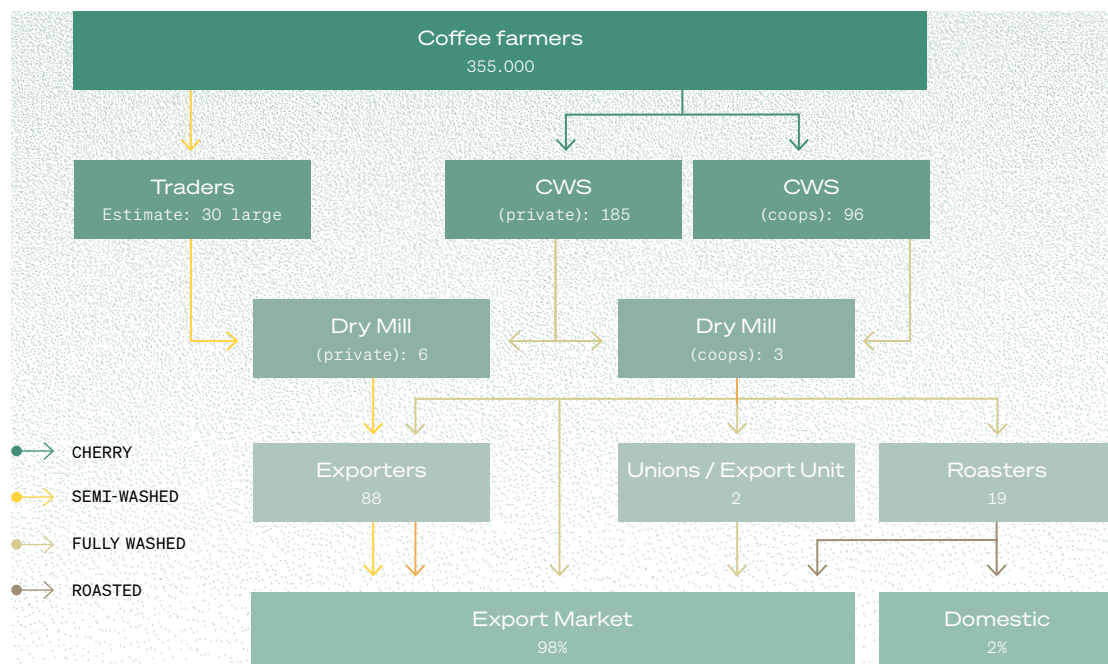 Coffee farmers
355.000
Traders
Estimate: 30 large
CWS
(private): 185
CWS
(coops): 96
Dry Mill
(private): 6
Dry Mill
(coops): 3
Exporters
88
Unions / Export Unit
2
Roasters
19
CHERRY
SEMI-WASHED
FULLY WASHED
ROASTED
Export Market
98%
Domestic
2%